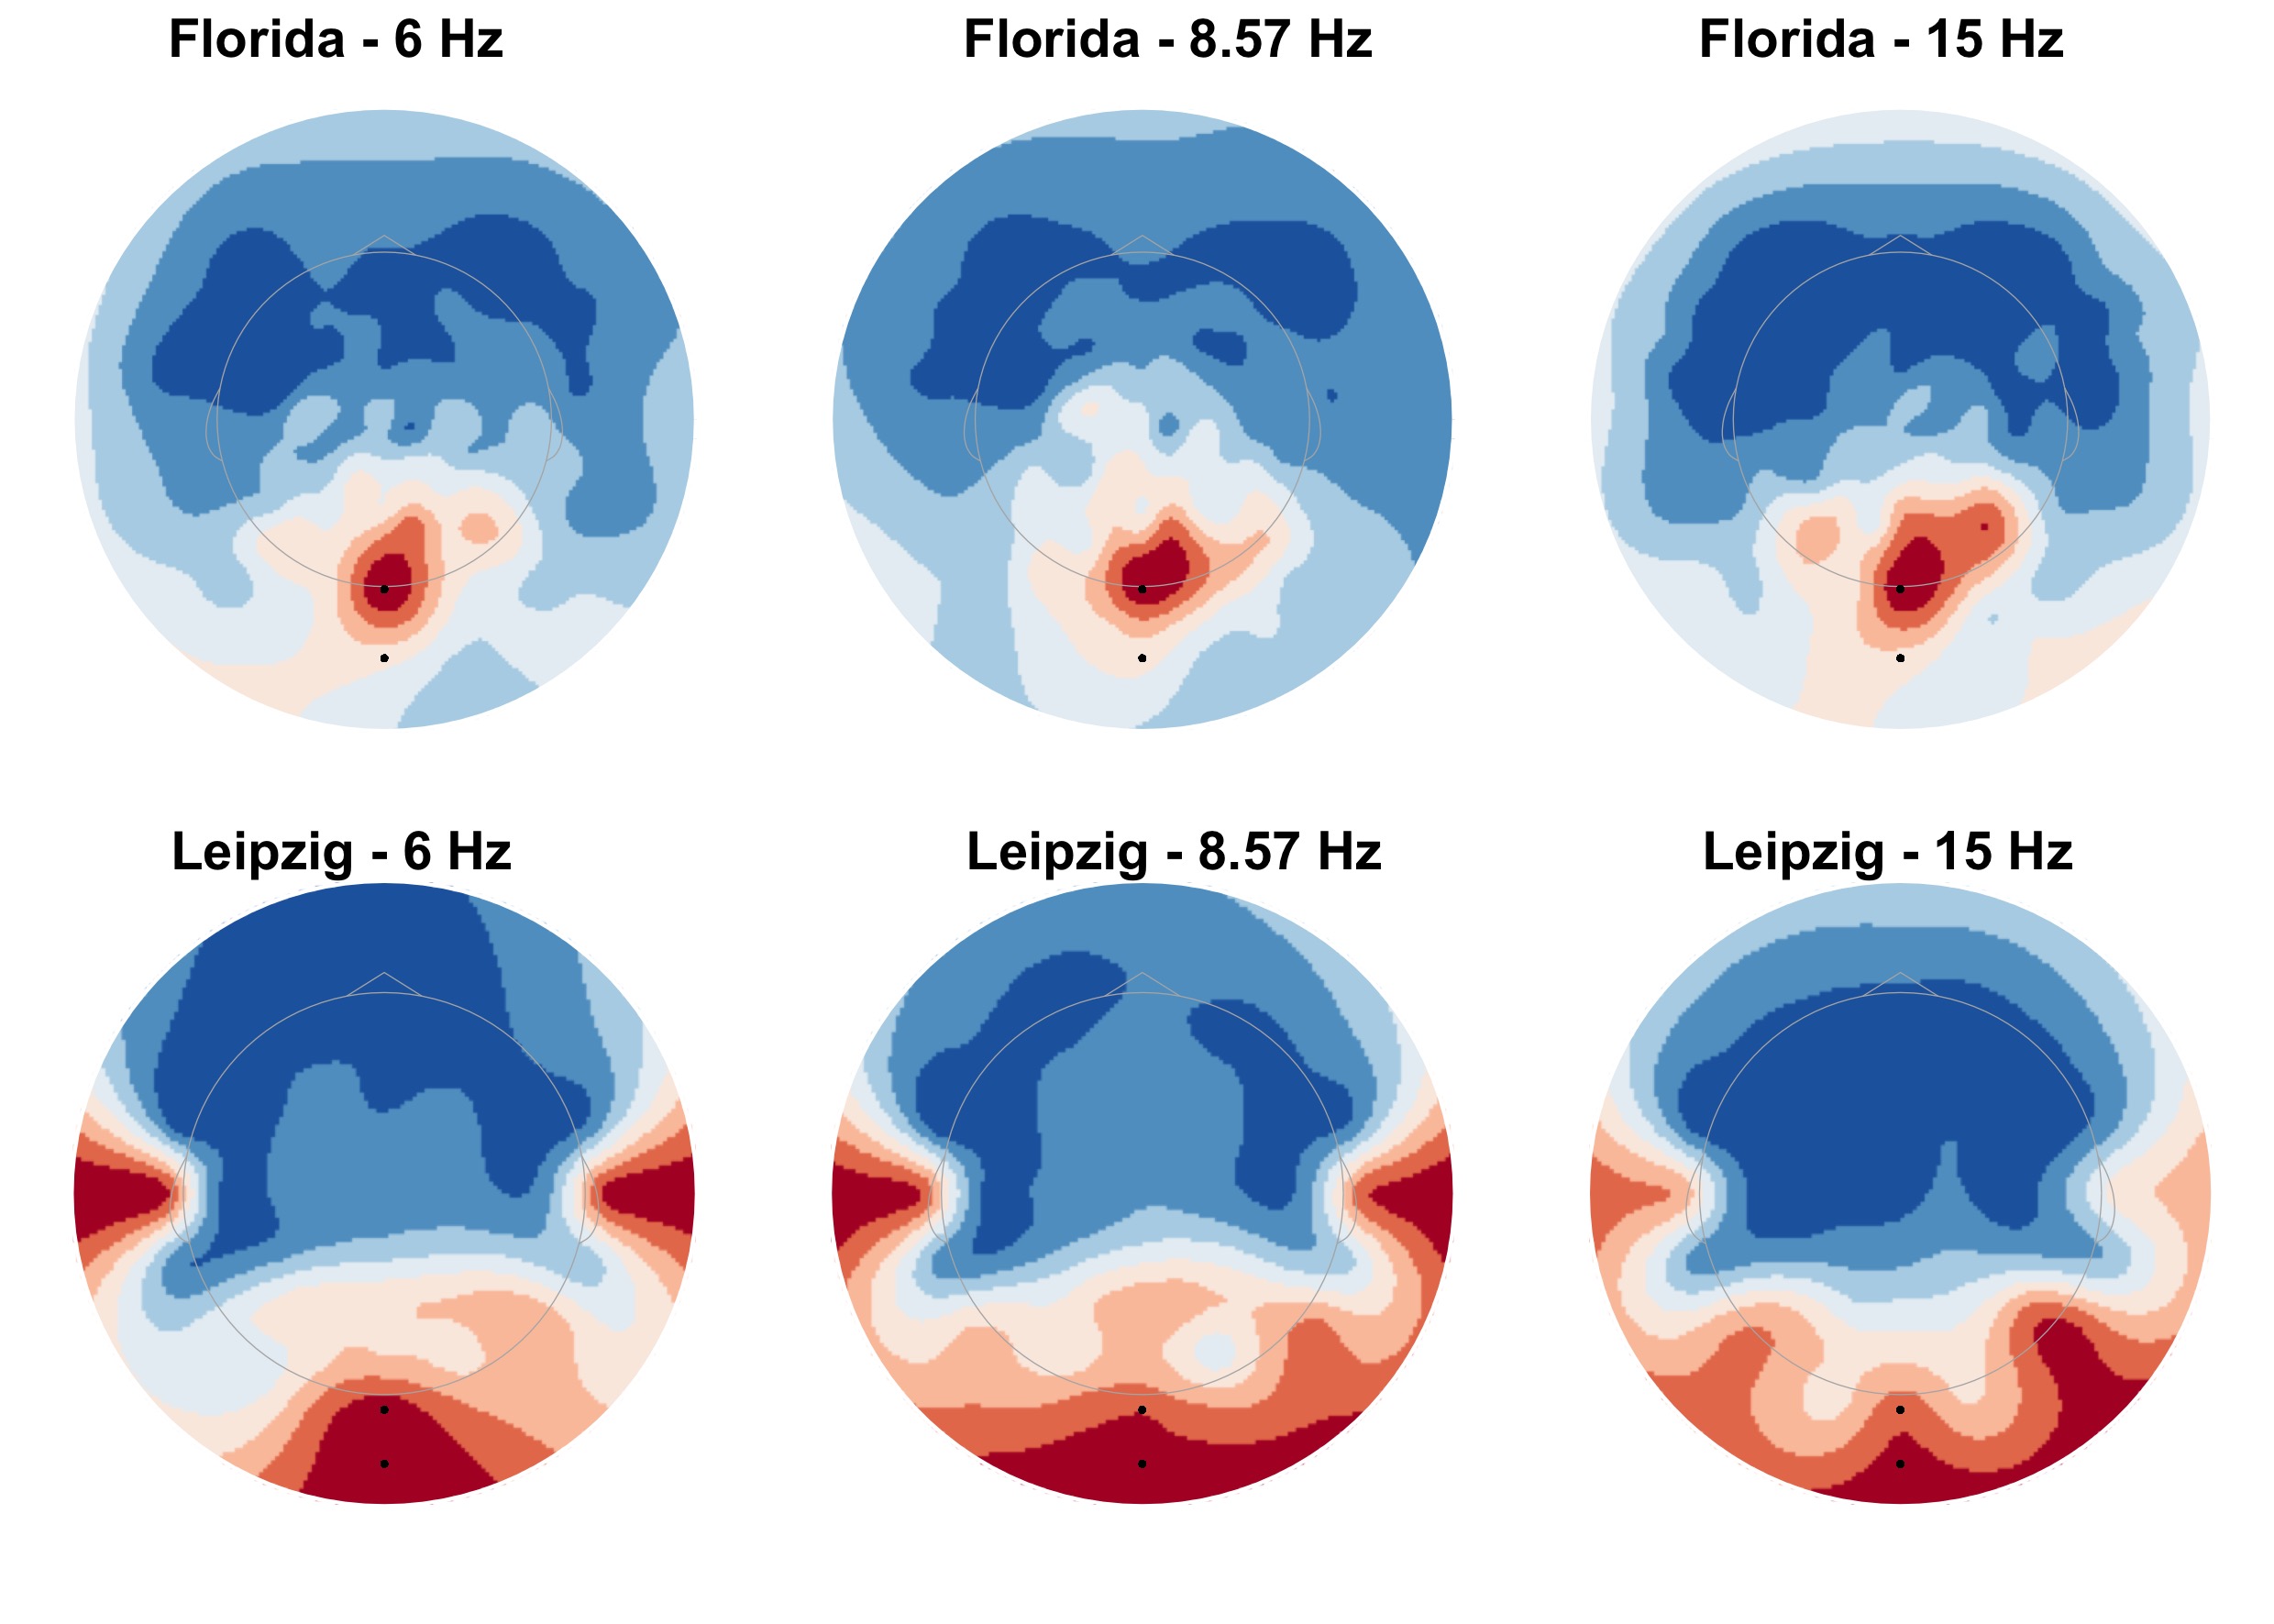 Florida - 6 Hz
Florida - 8.57 Hz
Florida - 15 Hz
Leipzig - 6 Hz
Leipzig - 8.57 Hz
Leipzig - 15 Hz